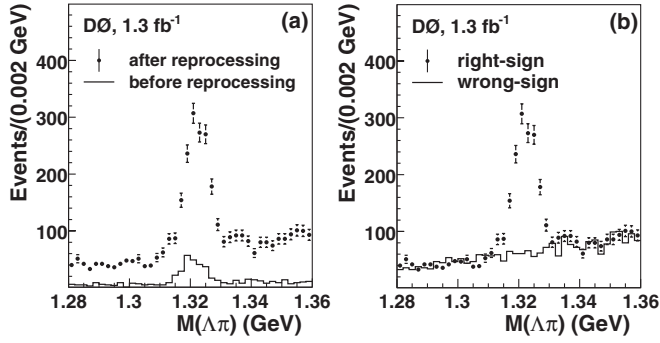 DØ, 1.3 fb⁻¹ (a)
after reprocessing
before reprocessing
Events/(0.002 GeV)
400
300
200
100
1.28 1.3 1.32 1.34 1.36
M(Λπ) (GeV)
DØ, 1.3 fb⁻¹ (b)
right-sign
wrong-sign
Events/(0.002 GeV)
400
300
200
100
1.28 1.3 1.32 1.34 1.36
M(Λπ) (GeV)